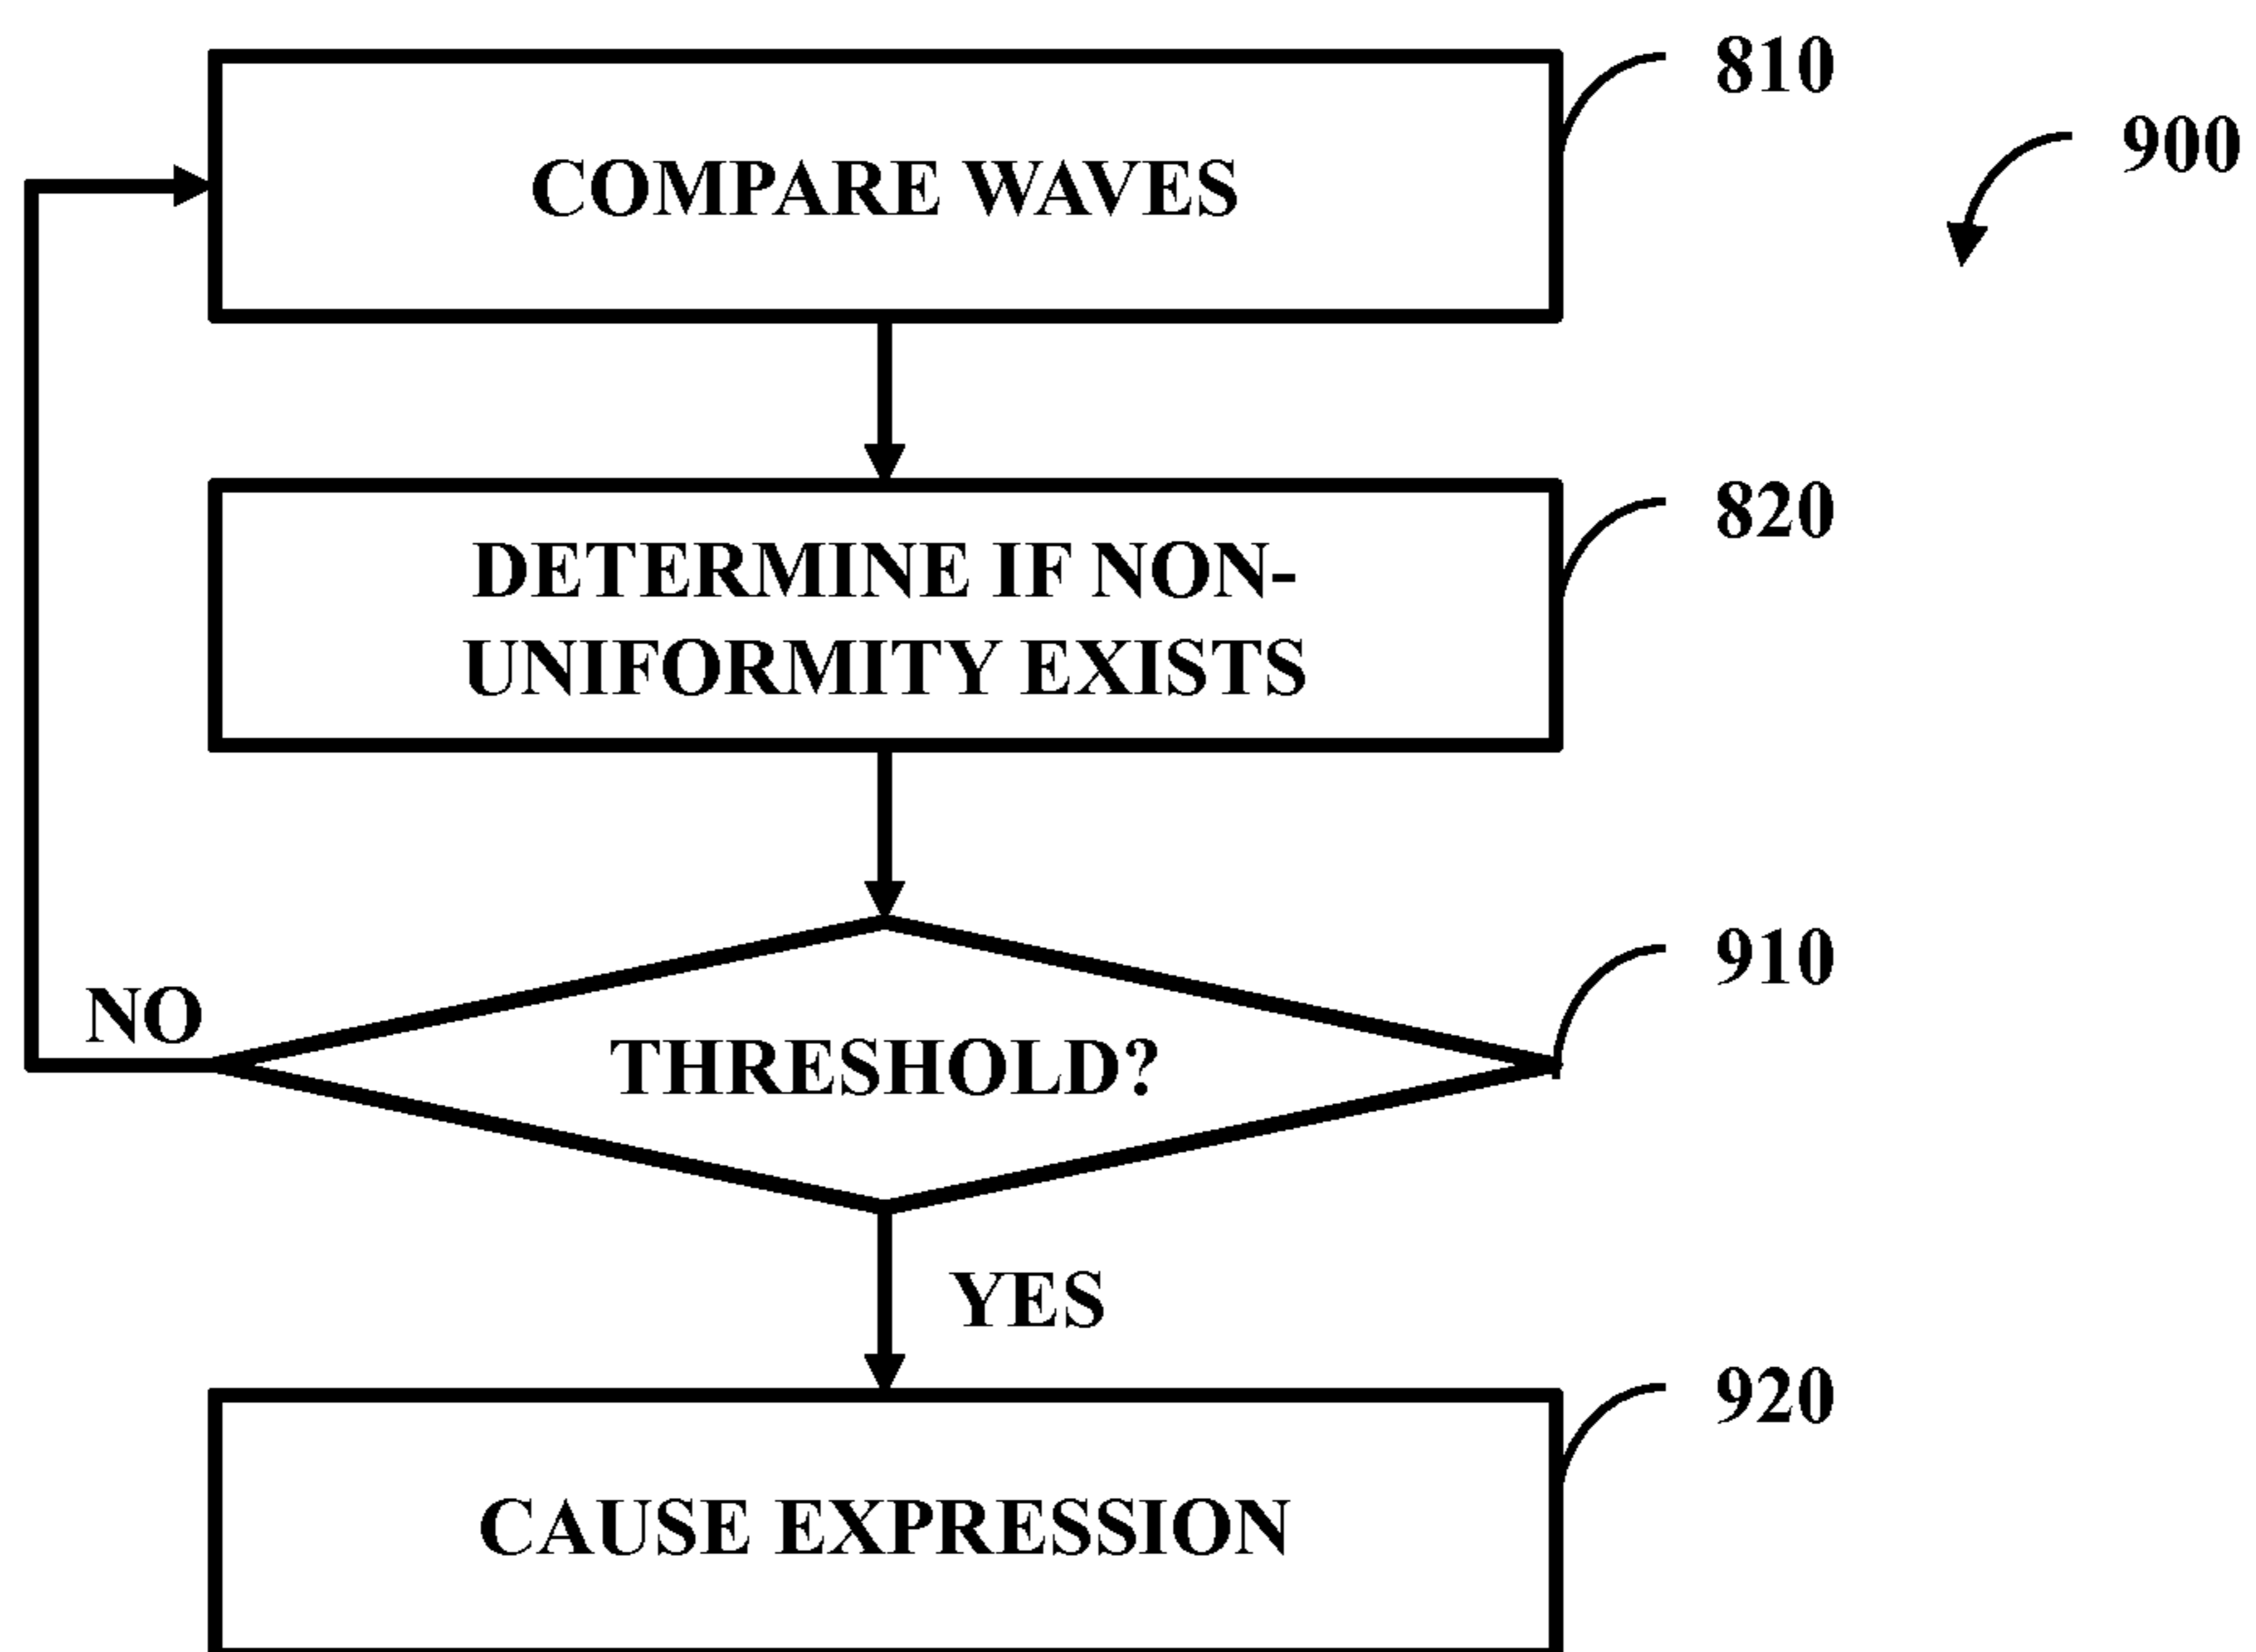 810
900
COMPARE WAVES
820
DETERMINE IF NON-
UNIFORMITY EXISTS
910
NO
THRESHOLD?
YES
920
CAUSE EXPRESSION